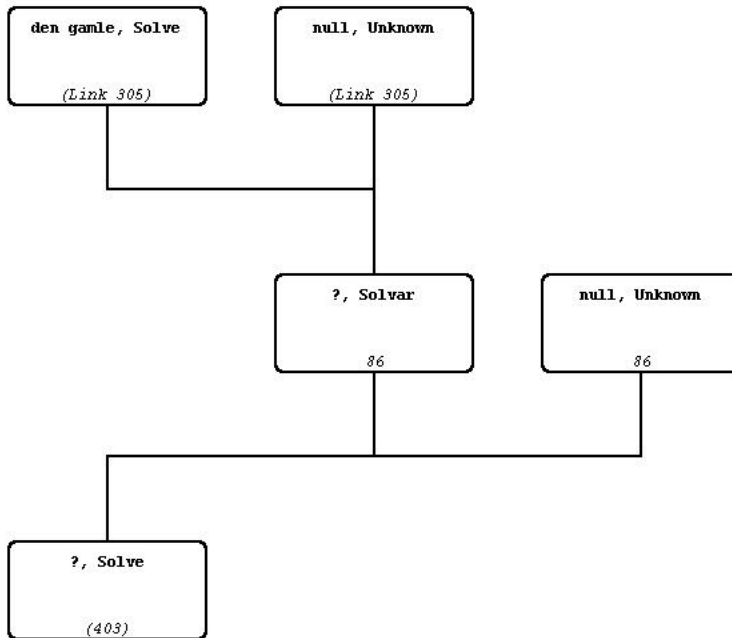 den gamle, Solve
(Link 305)
null, Unknown
(Link 305)
?, Solvar
86
null, Unknown
86
?, Solve
(403)